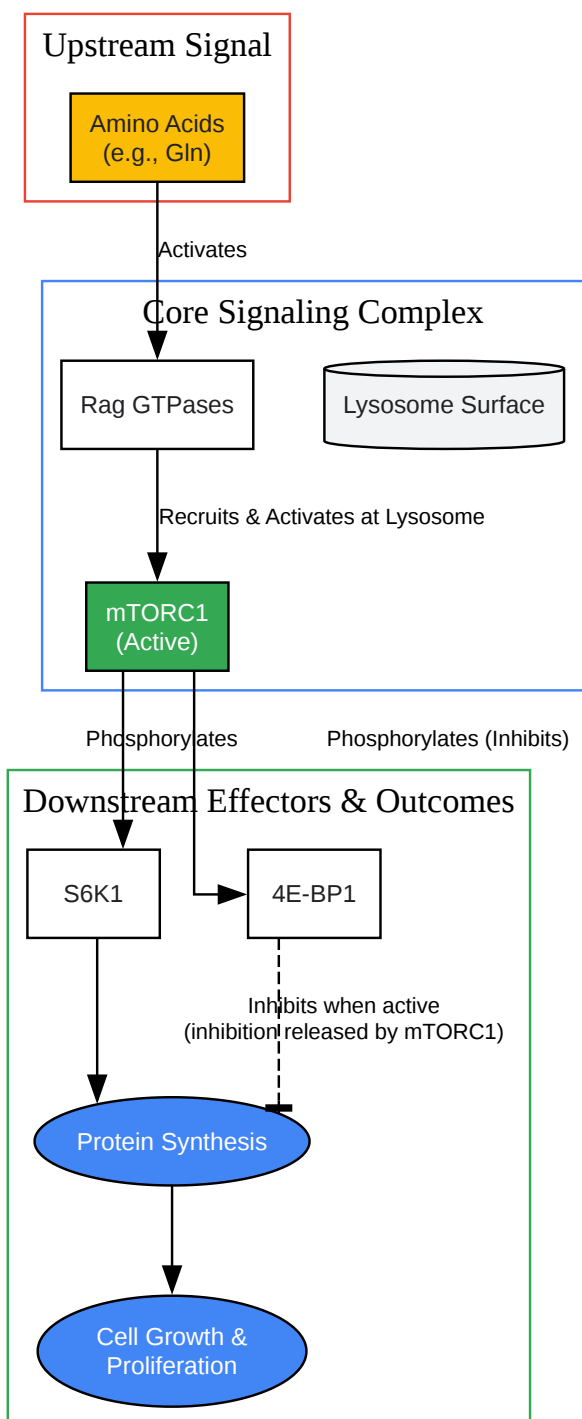 Upstream Signal
Amino Acids
(e.g., Gln)
Activates
Core Signaling Complex
Rag GTPases
Lysosome Surface
Recruits & Activates at Lysosome
mTORC1
(Active)
Phosphorylates
Phosphorylates (Inhibits)
Downstream Effectors & Outcomes
S6K1
4E-BP1
Inhibits when active
(inhibition released by mTORC1)
Protein Synthesis
Cell Growth &
Proliferation